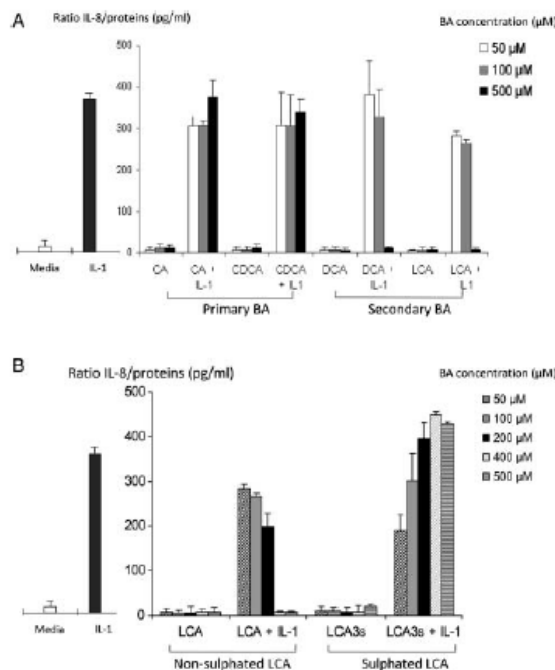 A
Ratio IL-8/proteins (pg/ml)
BA concentration (µM)
50 µM
100 µM
500 µM
500
400
300
200
100
0
Media IL-1
CA CA + IL-1 CDCA CDCA + IL1 DCA DCA + IL-1 LCA LCA + IL1
Primary BA Secondary BA
B
Ratio IL-8/proteins (pg/ml)
BA concentration (µM)
50 µM
100 µM
200 µM
400 µM
500 µM
500
400
300
200
100
0
Media IL-1
LCA LCA + IL-1 LCA3s LCA3s + IL-1
Non-sulphated LCA Sulphated LCA